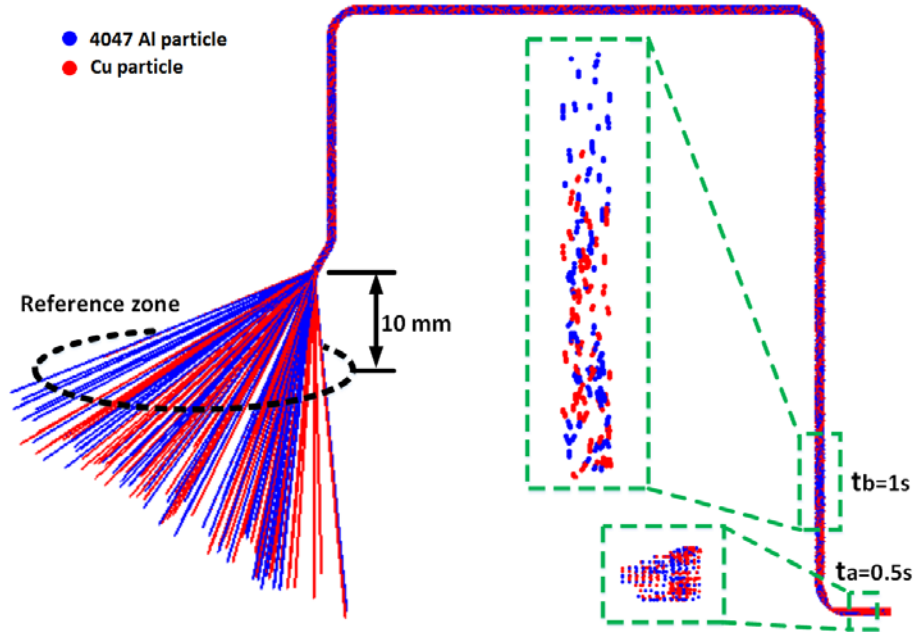 4047 Al particle
Cu particle
Reference zone
10 mm
tb=1s
ta=0.5s